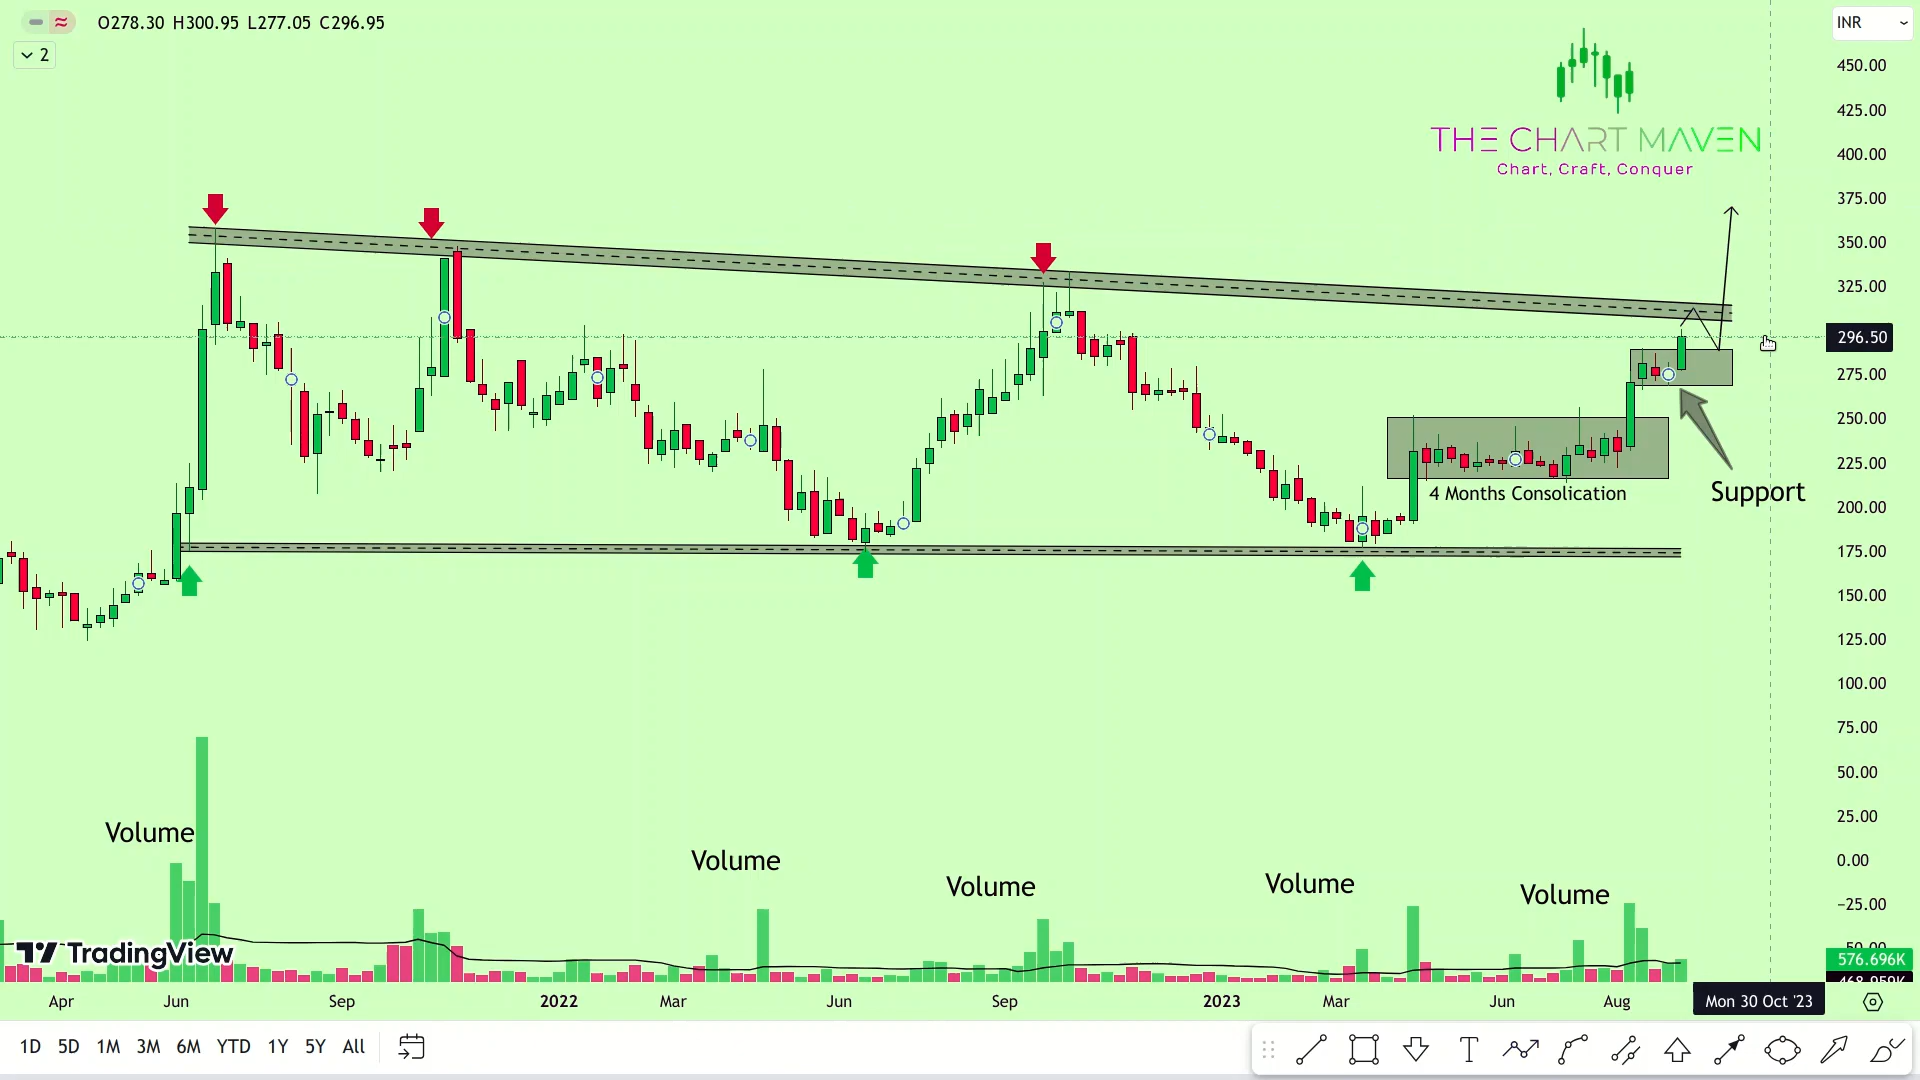 O278.30 H300.95 L277.05 C296.95
INR
2
450.00
425.00
400.00
THE CHART MAVEN
Chart, Craft, Conquer
375.00
350.00
325.00
296.50
275.00
250.00
225.00
4 Months Consolication
Support
200.00
175.00
150.00
125.00
100.00
75.00
50.00
25.00
Volume
Volume
Volume
Volume
Volume
0.00
−25.00
TradingView
576.696K
Apr
Jun
Sep
2022
Mar
Jun
Sep
2023
Mar
Jun
Aug
Mon 30 Oct '23
1D 5D 1M 3M 6M YTD 1Y 5Y All
T